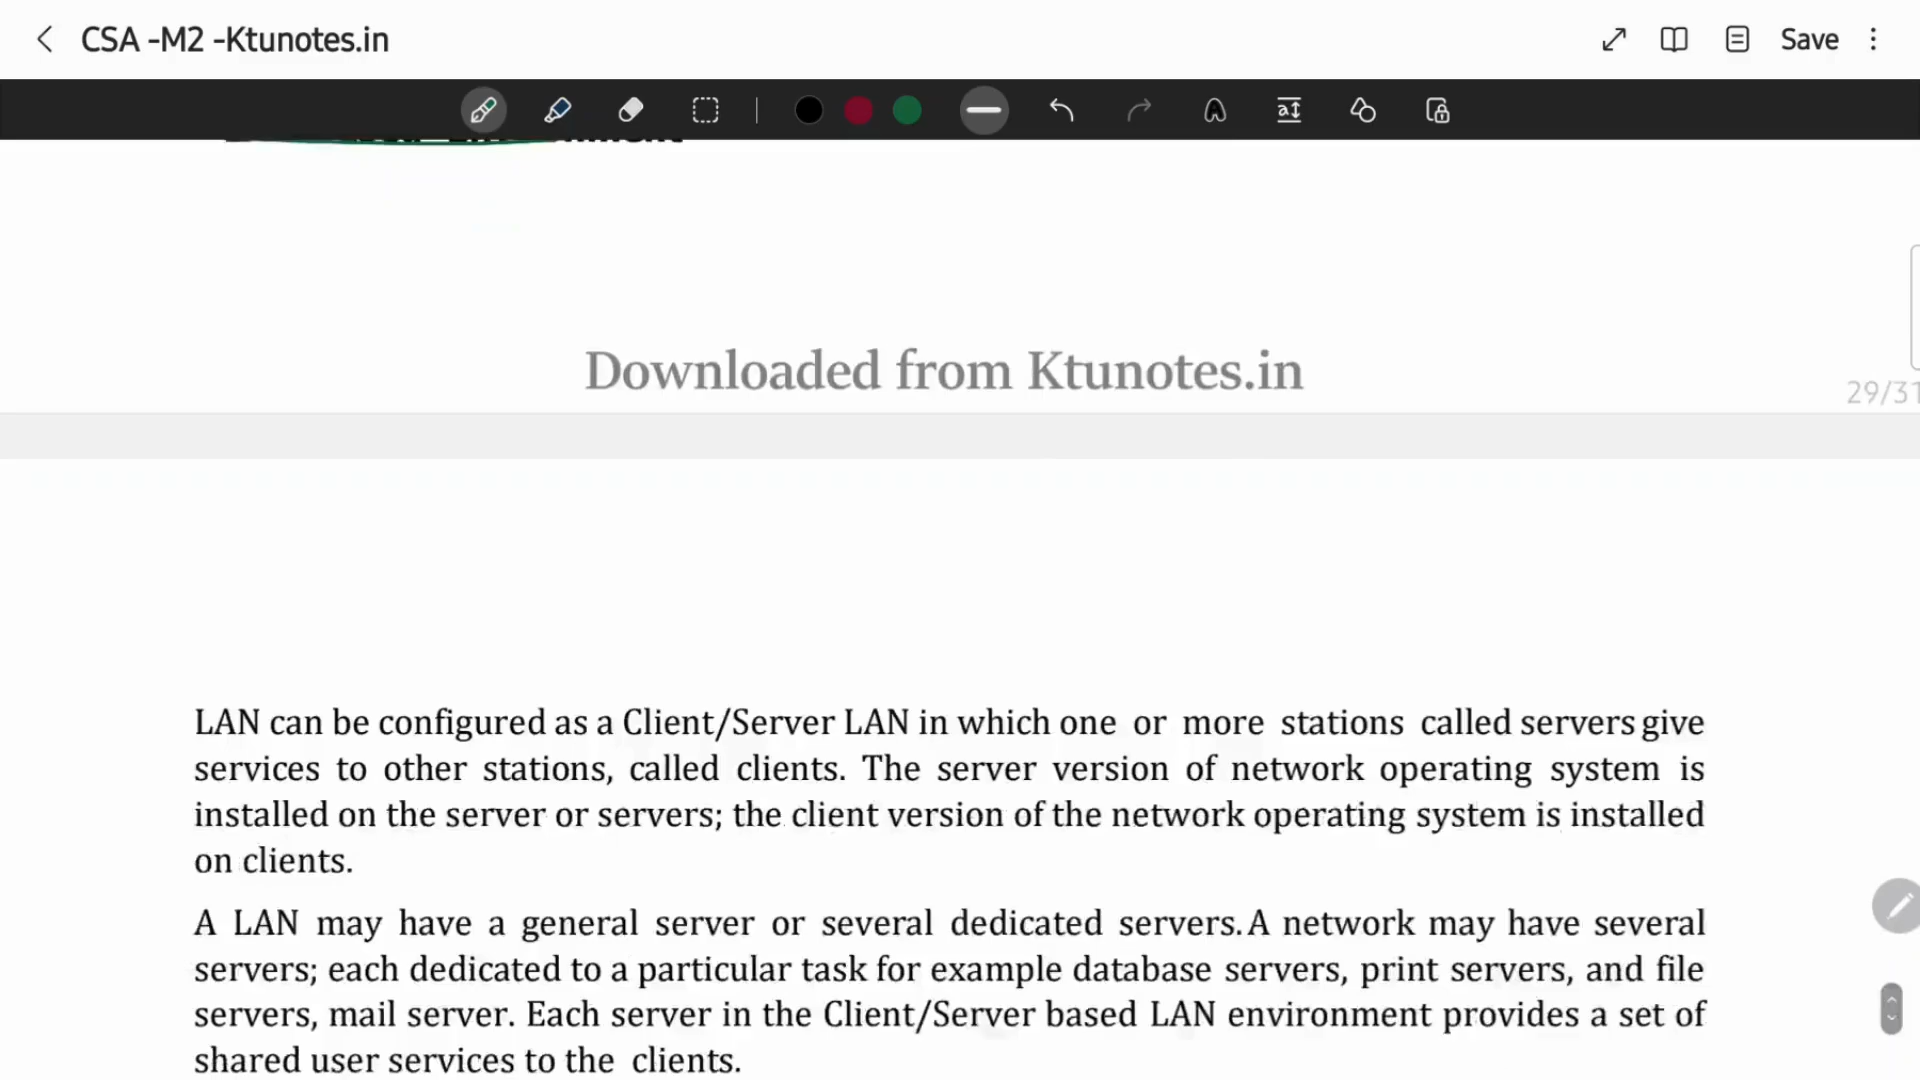 CSA -M2 -Ktunotes.in
Save
Downloaded from Ktunotes.in
29/31
LAN can be configured as a Client/Server LAN in which one or more stations called servers give
services to other stations, called clients. The server version of network operating system is
installed on the server or servers; the client version of the network operating system is installed
on clients.
A LAN may have a general server or several dedicated servers. A network may have several
servers; each dedicated to a particular task for example database servers, print servers, and file
servers, mail server. Each server in the Client/Server based LAN environment provides a set of
shared user services to the clients.